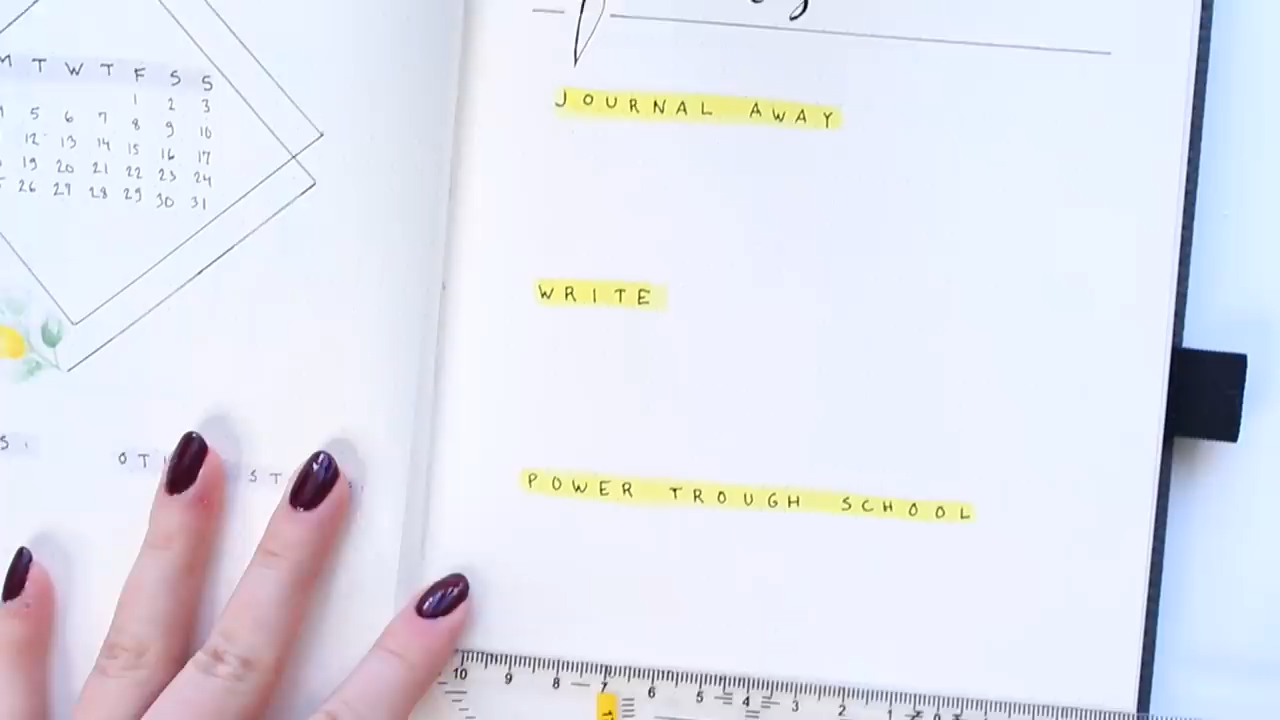 M T W T F S S
1 2 3
4 5 6 7 8 9 10
12 13 14 15 16 17
19 20 21 22 23 24
26 27 28 29 30 31
JOURNAL AWAY
WRITE
POWER TROUGH SCHOOL
10 9 8 7 6 5 4 3 2 1 0